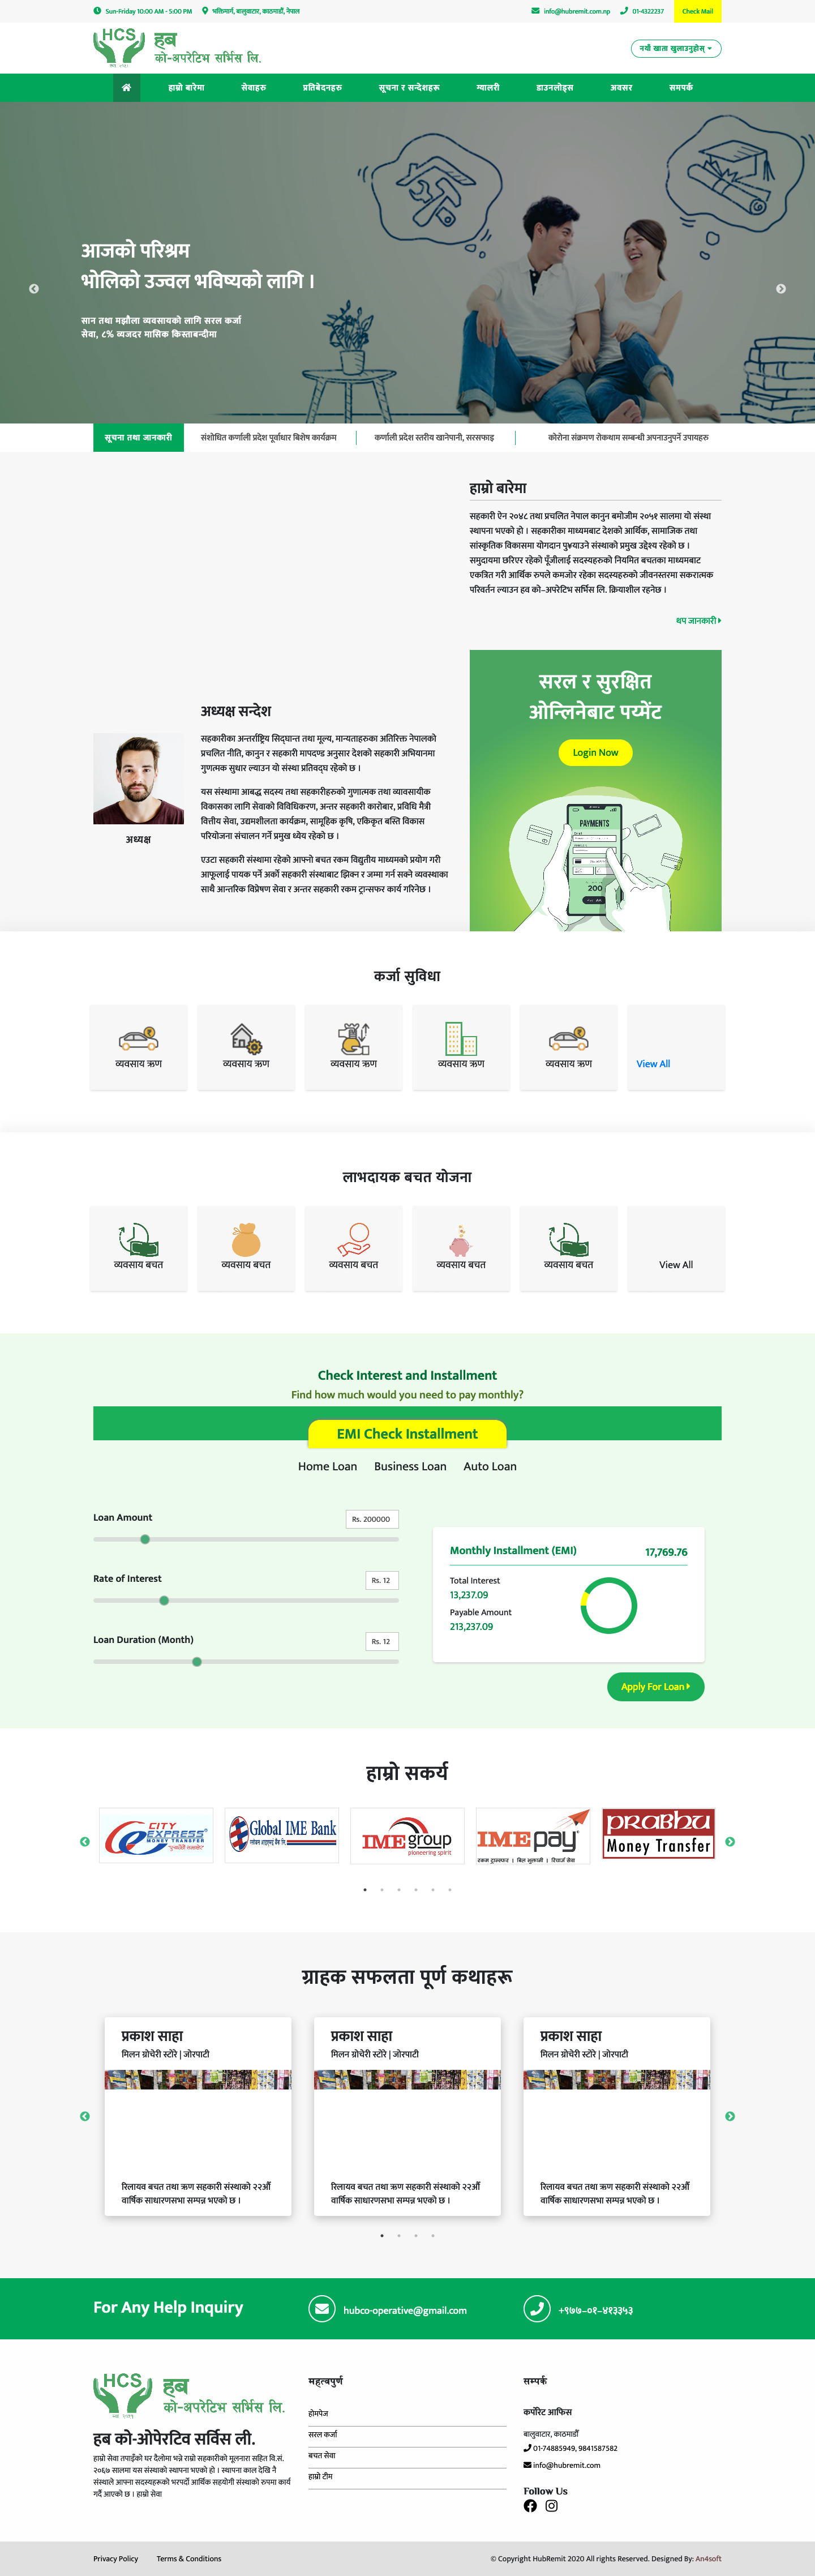 Sun-Friday 10:00 AM - 5:00 PM
भक्तिमार्ग, बालुवाटार, काठमाडौं, नेपाल
info@hubremit.com.np
01-4322237
Check Mail
HCS
हब
को-अपरेटिभ सर्भिस लि.
नयाँ खाता खुलाउनुहोस्
हाम्रो बारेमा
सेवाहरु
प्रतिबेदनहरु
सूचना र सन्देशहरू
ग्यालरी
डाउनलोड्स
अवसर
सम्पर्क
आजको परिश्रम
भोलिको उज्वल भविष्यको लागि ।
सान तथा मझौला व्यवसायको लागि सरल कर्जा
सेवा, ८% व्यजदर मासिक किस्ताबन्दीमा
सूचना तथा जानकारी
संशोधित कर्णाली प्रदेश पूर्वाधार बिशेष कार्यक्रम
कर्णाली प्रदेश स्तरीय खानेपानी, सरसफाइ
कोरोना संक्रमण रोकथाम सम्बन्धी अपनाउनुपर्ने उपायहरु
हाम्रो बारेमा
सहकारी ऐन २०४८ तथा प्रचलित नेपाल कानुन बमोजीम २०५१ सालमा यो संस्था
स्थापना भएको हो । सहकारीका माध्यमबाट देशको आर्थिक, सामाजिक तथा
सांस्कृतिक विकासमा योगदान पु¥याउने संस्थाको प्रमुख उद्देश्य रहेको छ ।
समुदायमा छरिएर रहेको पूँजीलाई सदस्यहरुको नियमित बचतका माध्यमबाट
एकत्रित गरी आर्थिक रुपले कमजोर रहेका सदस्यहरुको जीवनस्तरमा सकरात्मक
परिवर्तन ल्याउन हव को–अपरेटिभ सर्भिस लि. क्रियाशील रहनेछ ।
थप जानकारी
अध्यक्ष सन्देश
सहकारीका अन्तर्राष्ट्रिय सिद्घान्त तथा मूल्य, मान्यताहरुका अतिरिक्त नेपालको
प्रचलित नीति, कानुन र सहकारी मापदण्ड अनुसार देशको सहकारी अभियानमा
गुणत्मक सुधार ल्याउन यो संस्था प्रतिवद्घ रहेको छ ।
यस संस्थामा आबद्ध सदस्य तथा सहकारीहरुको गुणात्मक तथा व्यावसायीक
विकासका लागि सेवाको विविधिकरण, अन्तर सहकारी कारोबार, प्रविधि मैत्री
वित्तीय सेवा, उद्यमशीलता कार्यक्रम, सामूहिक कृषि, एकिकृत बस्ति विकास
परियोजना संचालन गर्ने प्रमुख ध्येय रहेको छ ।
एउटा सहकारी संस्थामा रहेको आफ्नो बचत रकम विद्युतीय माध्यमको प्रयोग गरी
आफूलाई पायक पर्ने अर्को सहकारी संस्थाबाट झिक्न र जम्मा गर्न सक्ने व्यवस्थाका
साथै आन्तरिक विप्रेषण सेवा र अन्तर सहकारी रकम ट्रान्सफर कार्य गरिनेछ ।
अध्यक्ष
सरल र सुरक्षित
ओन्लिनेबाट पय्मेंट
Login Now
PAYMENTS
200
कर्जा सुविधा
व्यवसाय ऋण
व्यवसाय ऋण
व्यवसाय ऋण
व्यवसाय ऋण
व्यवसाय ऋण
View All
लाभदायक बचत योजना
व्यवसाय बचत
व्यवसाय बचत
व्यवसाय बचत
व्यवसाय बचत
व्यवसाय बचत
View All
Check Interest and Installment
Find how much would you need to pay monthly?
EMI Check Installment
Home Loan
Business Loan
Auto Loan
Loan Amount
Rs. 200000
Rate of Interest
Rs. 12
Loan Duration (Month)
Rs. 12
Monthly Installment (EMI)
17,769.76
Total Interest
13,237.09
Payable Amount
213,237.09
Apply For Loan
हाम्रो सकर्य
CITY EXPRESS MONEY TRANSFER
Global IME Bank
IME group pioneering spirit
IME pay
रकम ट्रान्सफर । बिल भुक्तानी । रिचार्ज सेवा
prabhu Money Transfer
ग्राहक सफलता पूर्ण कथाहरू
प्रकाश साहा
मिलन ग्रोचेरी स्टोरे | जोरपाटी
रिलायव बचत तथा ऋण सहकारी संस्थाको २२औँ
वार्षिक साधारणसभा सम्पन्न भएको छ ।
प्रकाश साहा
मिलन ग्रोचेरी स्टोरे | जोरपाटी
रिलायव बचत तथा ऋण सहकारी संस्थाको २२औँ
वार्षिक साधारणसभा सम्पन्न भएको छ ।
प्रकाश साहा
मिलन ग्रोचेरी स्टोरे | जोरपाटी
रिलायव बचत तथा ऋण सहकारी संस्थाको २२औँ
वार्षिक साधारणसभा सम्पन्न भएको छ ।
For Any Help Inquiry
hubco-operative@gmail.com
+९७७–०१–४१३३५३
HCS
हब
को-अपरेटिभ सर्भिस लि.
हब को-ओपेरटिव सर्विस ली.
हाम्रो सेवा तपाइँको घर दैलोमा भन्ने राम्रो सहकारीको मूलनारा सहित वि.सं.
२०६७ सालमा यस संस्थाको स्थापना भएको हो । स्थापना काल देखि नै
संस्थाले आफ्ना सदस्यहरूको भरपर्दो आर्थिक सहयोगी संस्थाको रुपमा कार्य
गर्दै आएको छ । हाम्रो सेवा
महत्वपुर्ण
होमपेज
सरल कर्जा
बचत सेवा
हाम्रो टीम
सम्पर्क
कर्पोरेट आफिस
बालुवाटार, काठमाडौँ
01-74885949, 9841587582
info@hubremit.com
Follow Us
Privacy Policy
Terms & Conditions
© Copyright HubRemit 2020 All rights Reserved. Designed By: An4soft